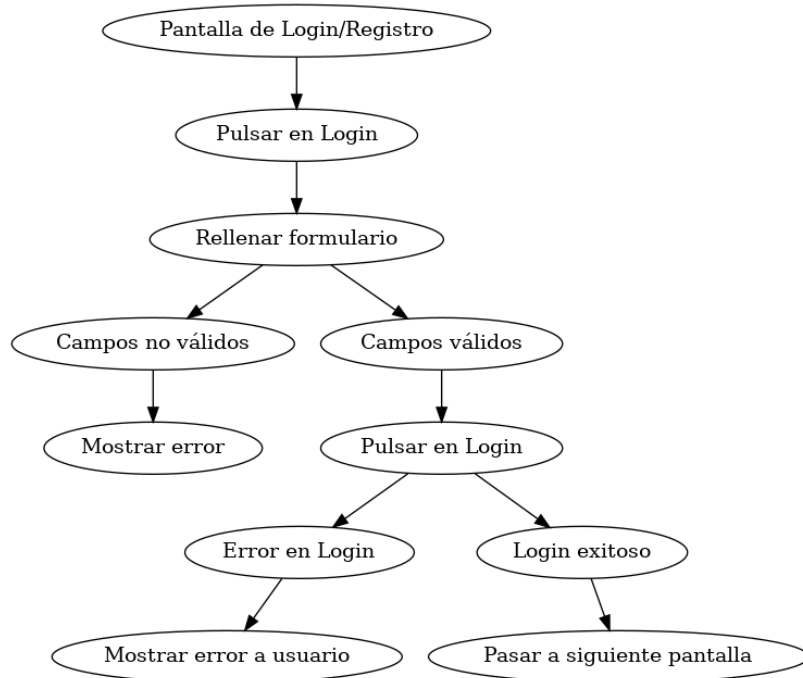 Pantalla de Login/Registro
Pulsar en Login
Rellenar formulario
Campos no válidos
Campos válidos
Mostrar error
Pulsar en Login
Error en Login
Login exitoso
Mostrar error a usuario
Pasar a siguiente pantalla